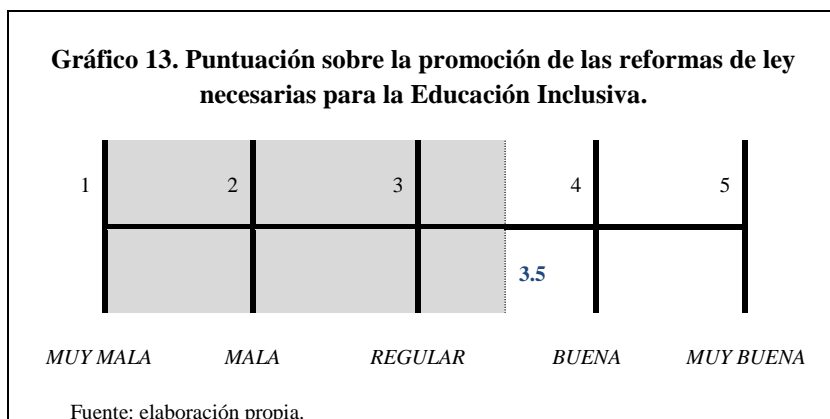 Gráfico 13. Puntuación sobre la promoción de las reformas de ley
necesarias para la Educación Inclusiva.
1 2 3 4 5
3.5
MUY MALA MALA REGULAR BUENA MUY BUENA
Fuente: elaboración propia.